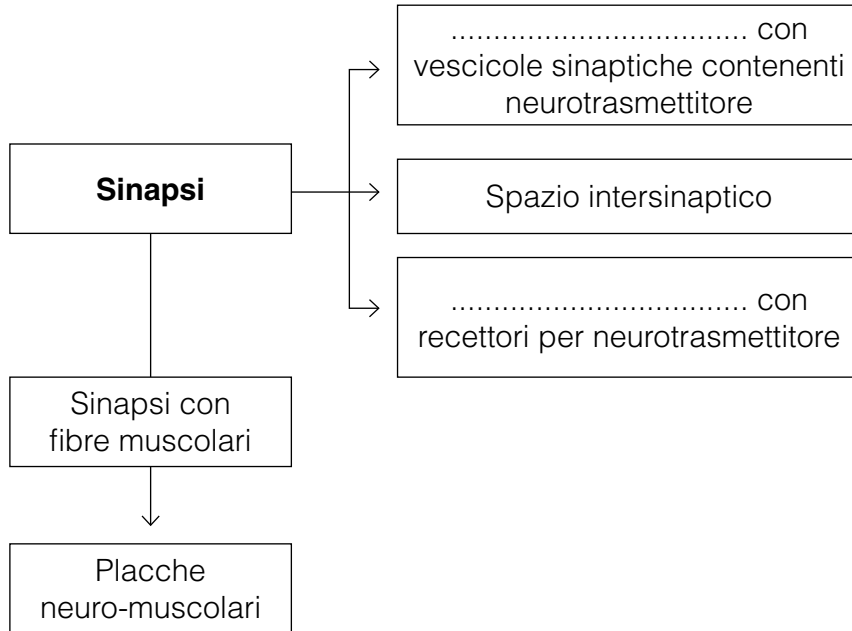 .................................. con
vescicole sinaptiche contenenti
neurotrasmettitore
Sinapsi
Spazio intersinaptico
.................................. con
recettori per neurotrasmettitore
Sinapsi con
fibre muscolari
Placche
neuro-muscolari